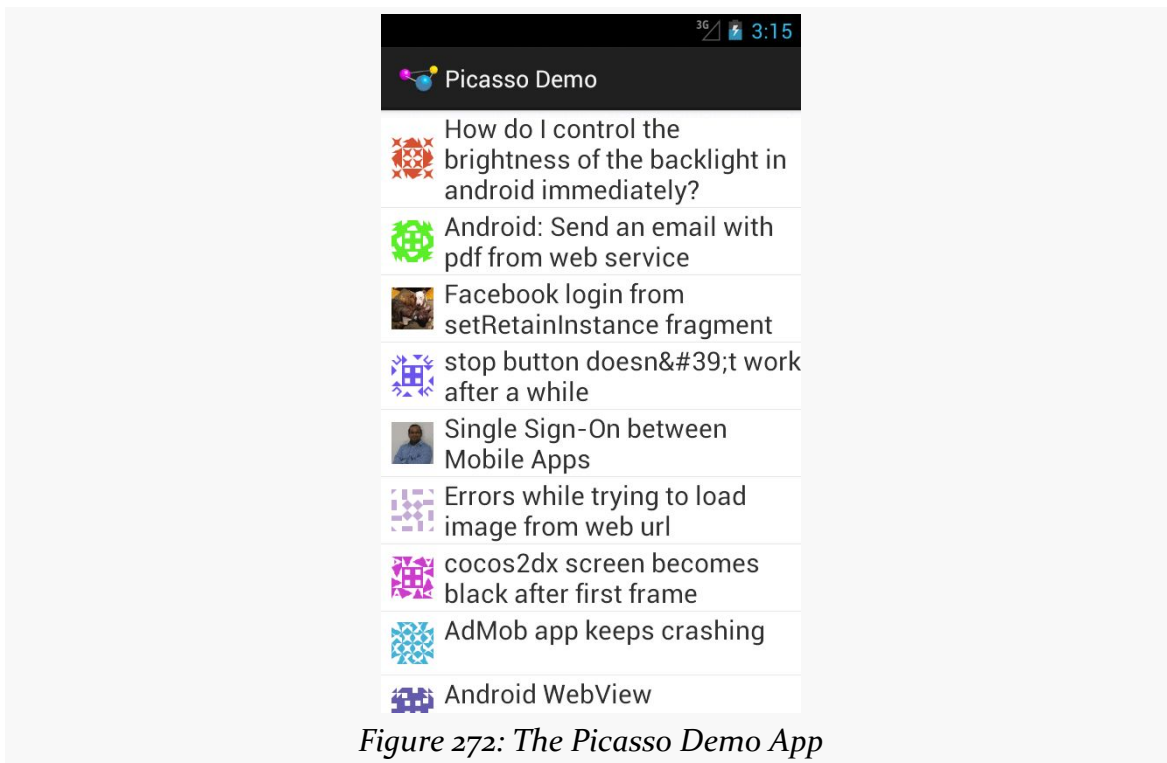 3G 3:15
Picasso Demo
How do I control the
brightness of the backlight in
android immediately?
Android: Send an email with
pdf from web service
Facebook login from
setRetainInstance fragment
stop button doesn&#39;t work
after a while
Single Sign-On between
Mobile Apps
Errors while trying to load
image from web url
cocos2dx screen becomes
black after first frame
AdMob app keeps crashing
Android WebView
Figure 272: The Picasso Demo App